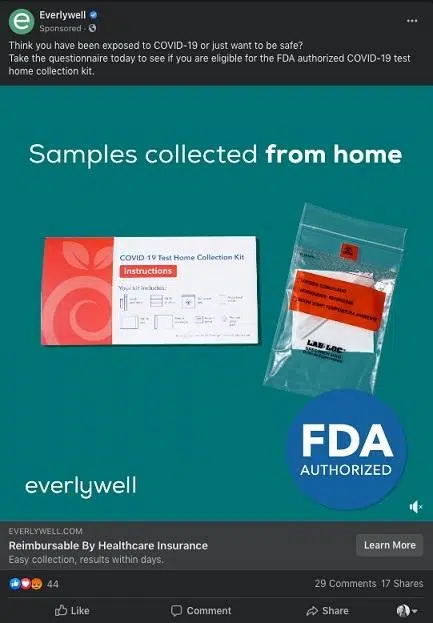 Everlywell
Sponsored ·
Think you have been exposed to COVID-19 or just want to be safe?
Take the questionnaire today to see if you are eligible for the FDA authorized COVID-19 test
home collection kit.
Samples collected from home
COVID-19 Test Home Collection Kit
Instructions
Your kit includes:
LAB-LOC
FDA
AUTHORIZED
everlywell
EVERLYWELL.COM
Reimbursable By Healthcare Insurance
Easy collection, results within days.
Learn More
44
29 Comments 17 Shares
Like
Comment
Share